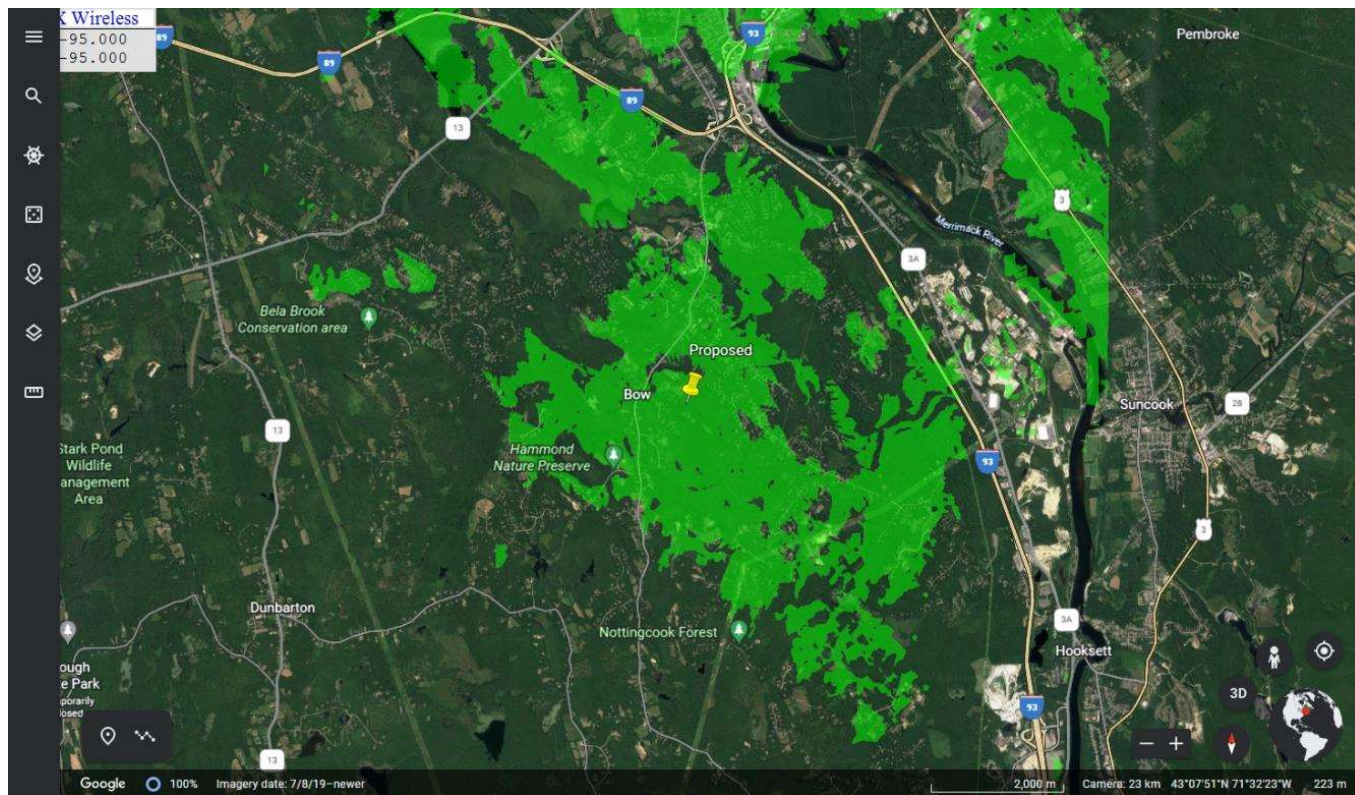 X Wireless
-95.000
-95.000
89
89
89
93
Pembroke
13
3
Merrimack River
3A
Bela Brook
Conservation area
Proposed
Bow
Suncook
28
13
Stark Pond
Wildlife
anagement
Area
Hammond
Nature Preserve
93
3
Dunbarton
Nottingcook Forest
3A
Hooksett
ough
e Park
mporarily
losed
93
3D
13
Google
100%
Imagery date: 7/8/19–newer
2,000 m
Camera: 23 km
43°07'51"N 71°32'23"W
223 m